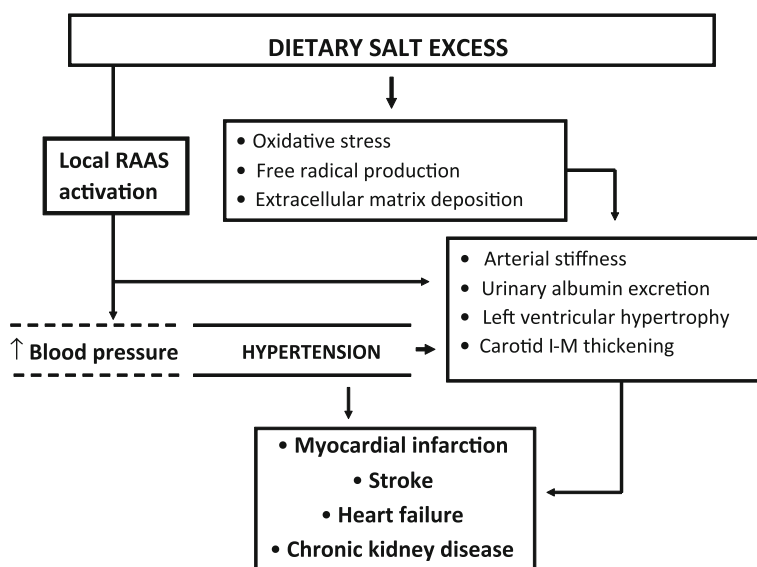 DIETARY SALT EXCESS
Local RAAS
activation
• Oxidative stress
• Free radical production
• Extracellular matrix deposition
• Arterial stiffness
• Urinary albumin excretion
• Left ventricular hypertrophy
• Carotid I-M thickening
↑ Blood pressure
HYPERTENSION
• Myocardial infarction
• Stroke
• Heart failure
• Chronic kidney disease